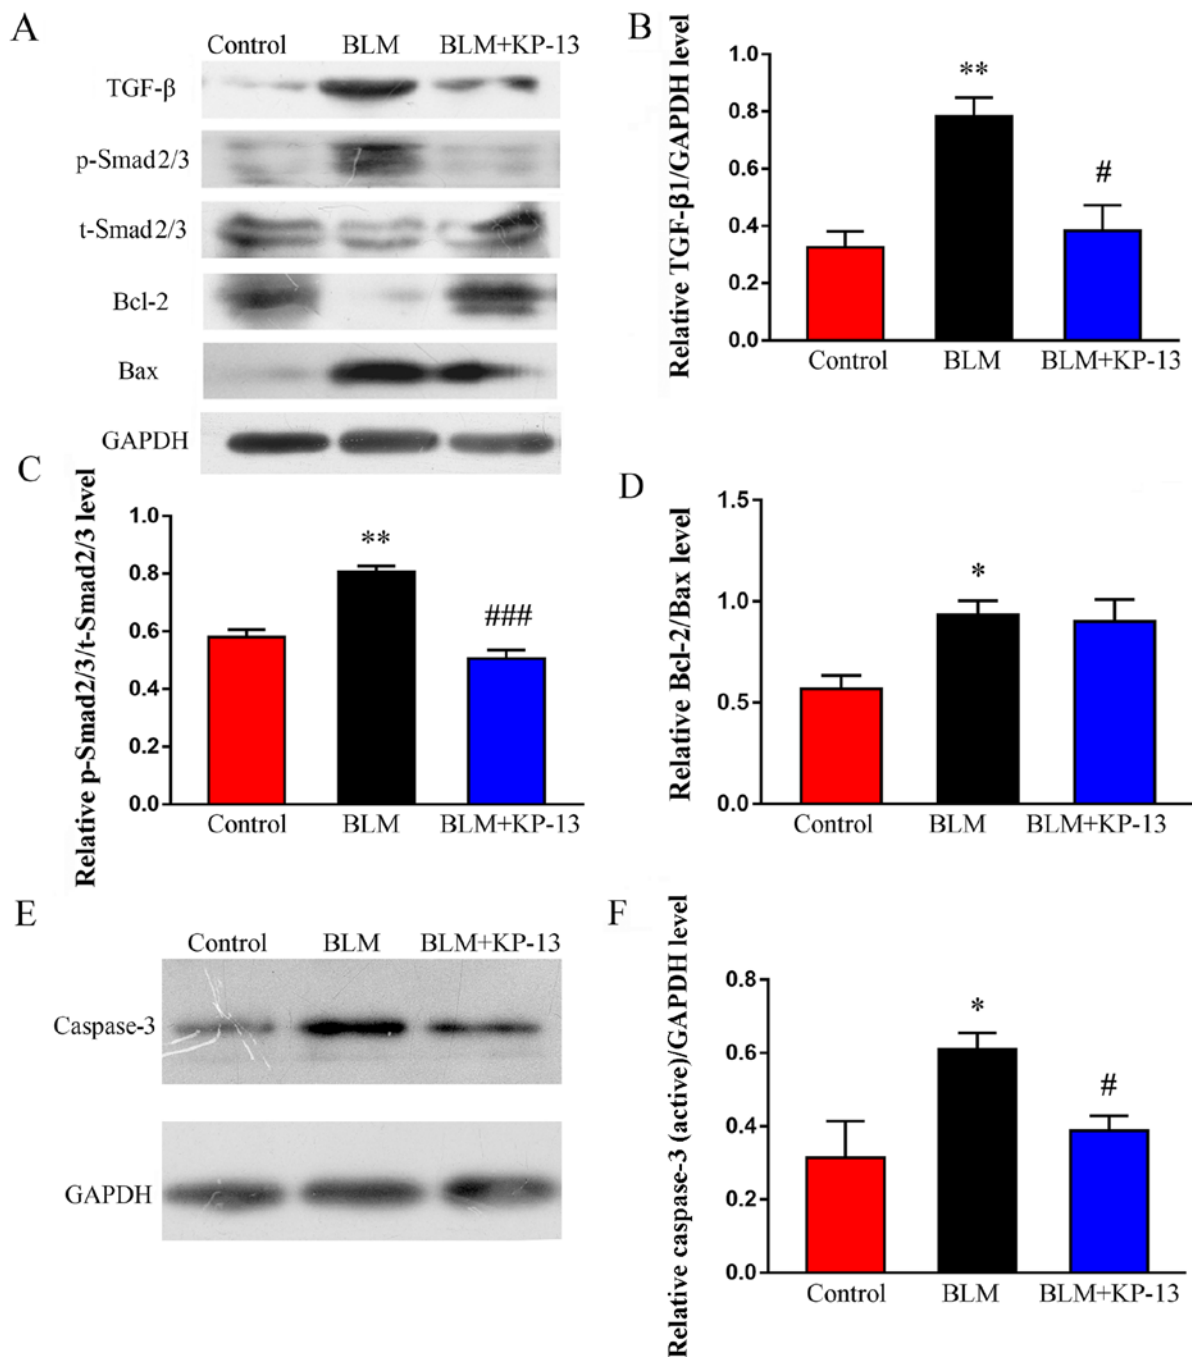 A
Control BLM BLM+KP-13
TGF-β
p-Smad2/3
t-Smad2/3
Bcl-2
Bax
GAPDH
B
Relative TGF-β1/GAPDH level
1.0
0.8
0.6
0.4
0.2
0.0
**
#
Control BLM BLM+KP-13
C
Relative p-Smad2/3/t-Smad2/3 level
1.0
0.8
0.6
0.4
0.2
0.0
**
###
Control BLM BLM+KP-13
D
Relative Bcl-2/Bax level
1.5
1.0
0.5
0.0
*
Control BLM BLM+KP-13
E
Control BLM BLM+KP-13
Caspase-3
GAPDH
F
Relative caspase-3 (active)/GAPDH level
0.8
0.6
0.4
0.2
0.0
*
#
Control BLM BLM+KP-13